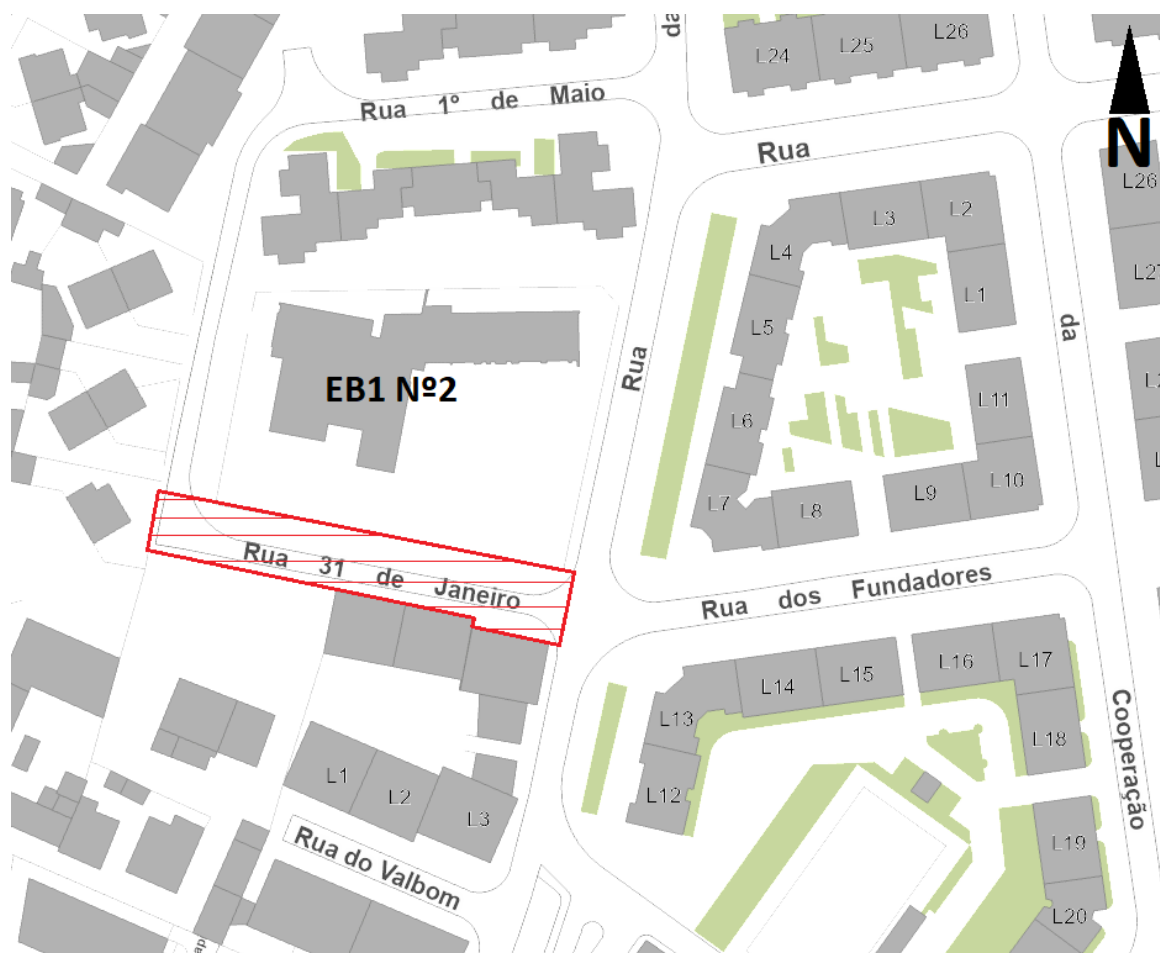 da
L24
L25
L26
N
Rua 1º de Maio
Rua
L26
L3
L2
L4
L1
L27
L5
da
Rua
EB1 Nº2
L11
L6
L7
L8
L9
L10
Rua 31 de Janeiro
Rua dos Fundadores
L16
L17
L14
L15
L13
L18
Cooperação
L1
L2
L12
L3
L19
Rua do Valbom
L20